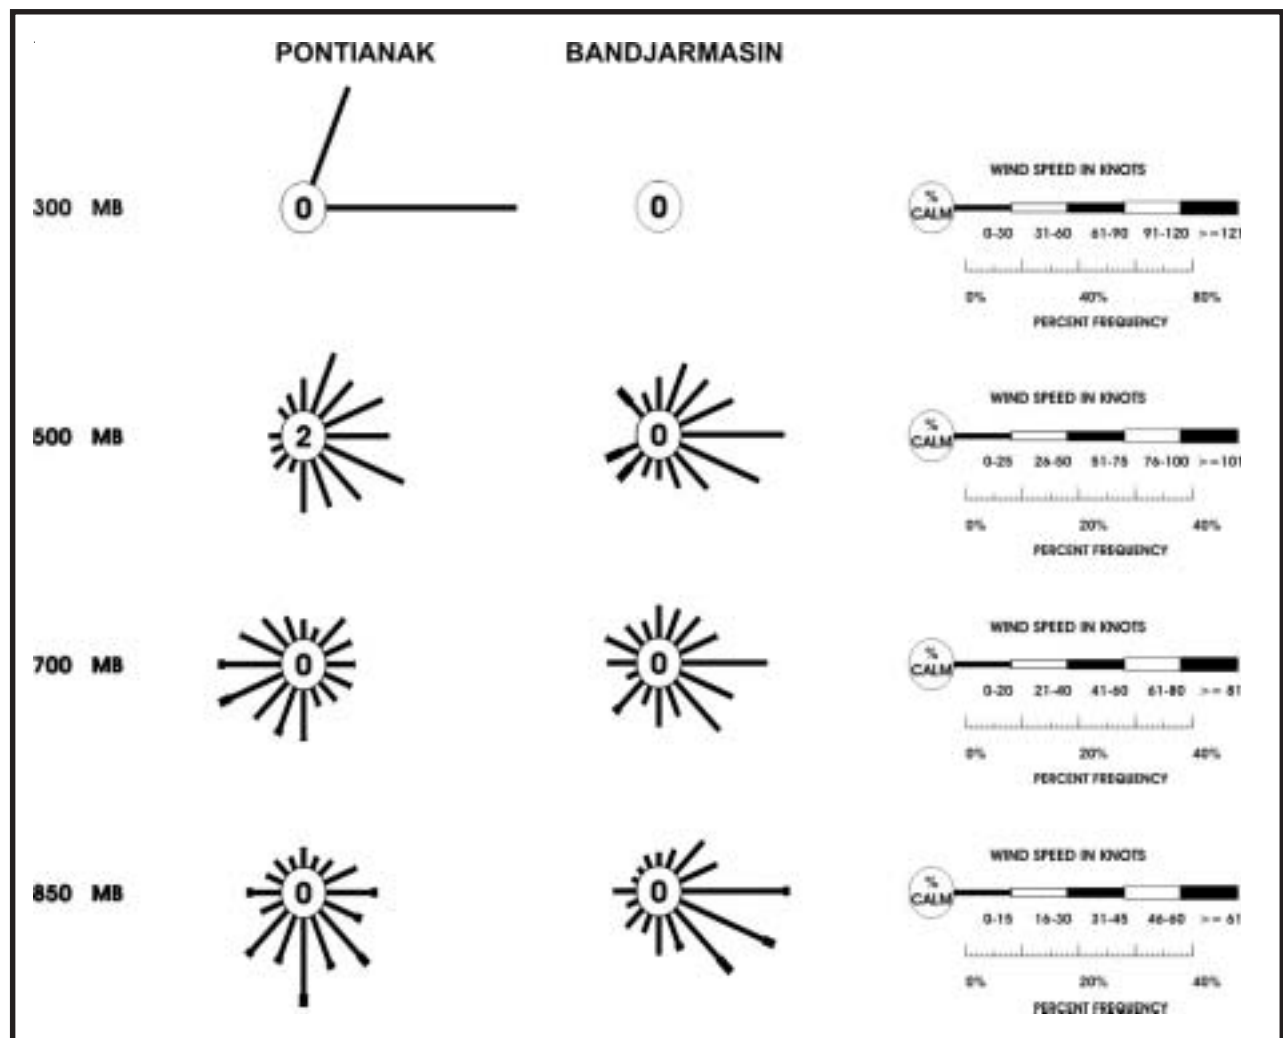 PONTIANAK BANDJARMASIN
WIND SPEED IN KNOTS
300 MB 0 0 % CALM
0-30 31-60 61-90 91-120 >=121
0% 40% 80%
PERCENT FREQUENCY
WIND SPEED IN KNOTS
500 MB 2 0 % CALM
0-25 26-50 51-75 76-100 >=101
0% 20% 40%
PERCENT FREQUENCY
WIND SPEED IN KNOTS
700 MB 0 0 % CALM
0-20 21-40 41-60 61-80 >= 81
0% 20% 40%
PERCENT FREQUENCY
WIND SPEED IN KNOTS
850 MB 0 0 % CALM
0-15 16-30 31-45 46-60 >= 61
0% 20% 40%
PERCENT FREQUENCY